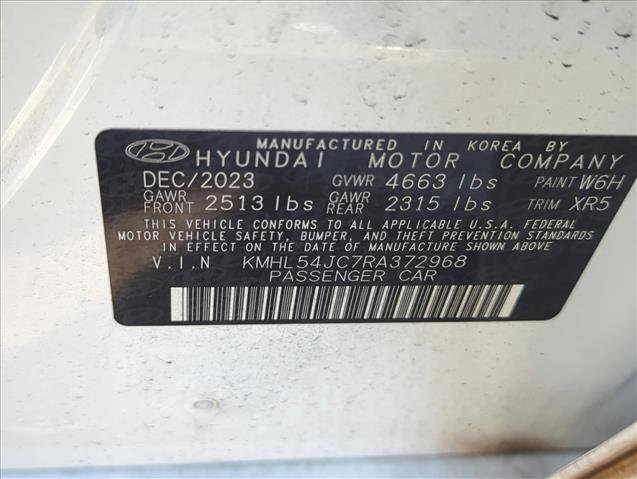 MANUFACTURED IN KOREA BY
HYUNDAI MOTOR COMPANY
DEC/2023 GVWR 4663 lbs PAINT W6H
GAWR FRONT 2513 lbs GAWR REAR 2315 lbs TRIM XR5
THIS VEHICLE CONFORMS TO ALL APPLICABLE U.S.A. FEDERAL
MOTOR VEHICLE SAFETY, BUMPER, AND THEFT PREVENTION STANDARDS
IN EFFECT ON THE DATE OF MANUFACTURE SHOWN ABOVE
V.I.N KMHL54JC7RA372968
PASSENGER CAR